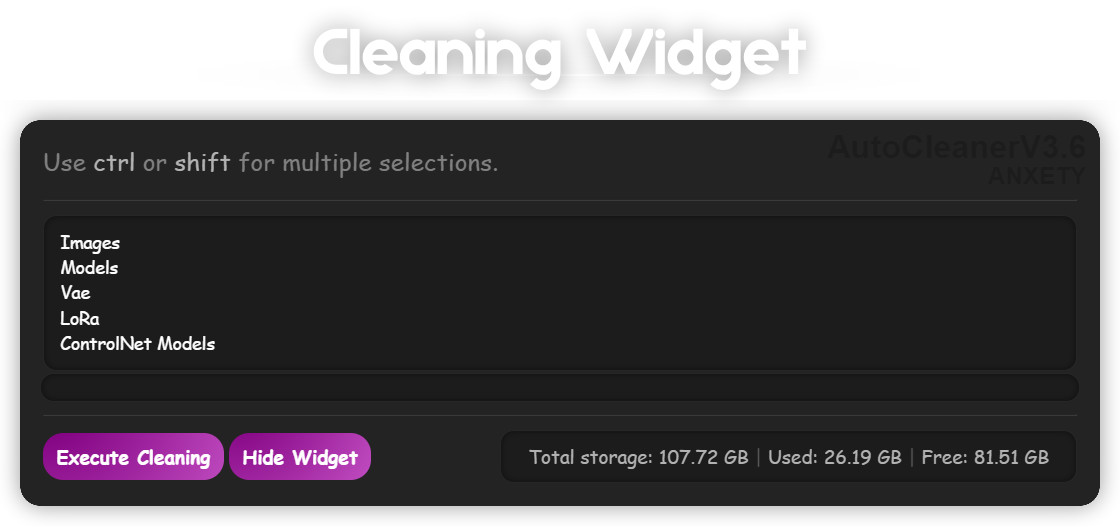 Cleaning Widget
AutoCleanerV3.6
ANXETY
Use ctrl or shift for multiple selections.
Images
Models
Vae
LoRa
ControlNet Models
Execute Cleaning
Hide Widget
Total storage: 107.72 GB | Used: 26.19 GB | Free: 81.51 GB